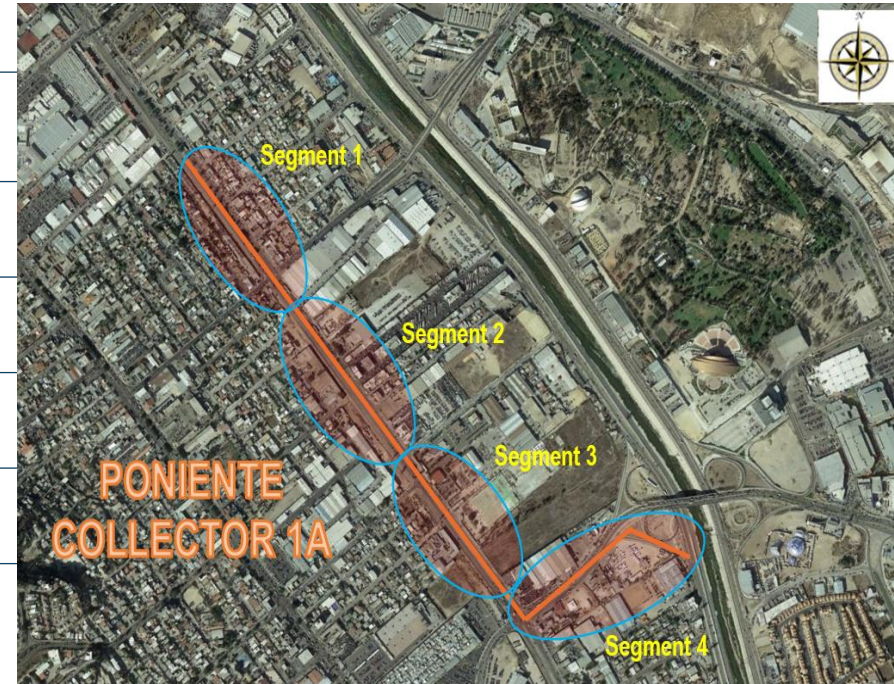 N
Segment 1
Segment 2
Segment 3
PONIENTE
COLLECTOR 1A
Segment 4